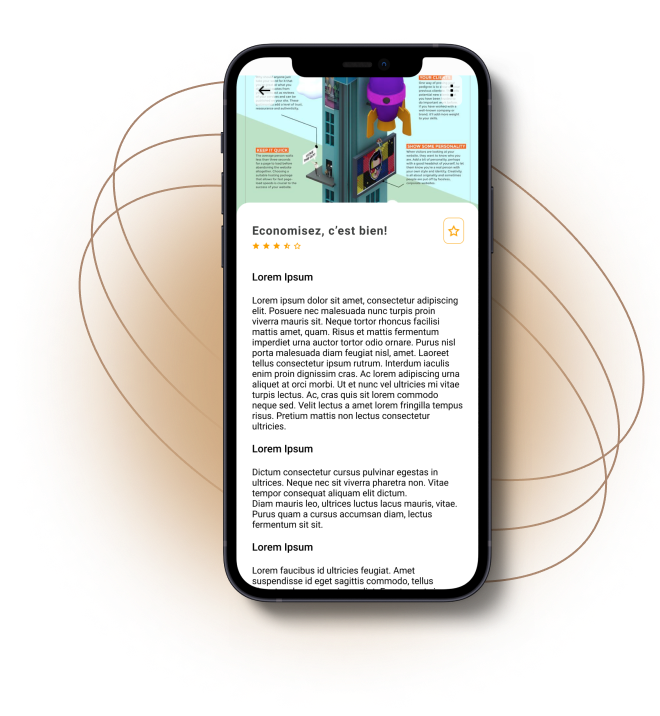 YOUR CLI
KEEP IT QUICK
SHOW SOME PERSONALITY
Economisez, c'est bien!
Lorem Ipsum
Lorem ipsum dolor sit amet, consectetur adipiscing
elit. Posuere nec malesuada nunc turpis proin
viverra mauris sit. Neque tortor rhoncus facilisi
mattis amet, quam. Risus et mattis fermentum
imperdiet urna auctor tortor odio ornare. Purus nisl
porta malesuada diam feugiat nisl, amet. Laoreet
tellus consectetur ipsum rutrum. Interdum iaculis
enim proin dignissim cras. Ac lorem adipiscing urna
aliquet at orci morbi. Ut et nunc vel ultricies mi vitae
turpis lectus. Ac, cras quis sit lorem commodo
neque sed. Velit lectus a amet lorem fringilla tempus
risus. Pretium mattis non lectus consectetur
ultricies.
Lorem Ipsum
Dictum consectetur cursus pulvinar egestas in
ultrices. Neque nec sit viverra pharetra non. Vitae
tempor consequat aliquam elit dictum.
Diam mauris leo, ultrices luctus lacus mauris, vitae.
Purus quam a cursus accumsan diam, lectus
fermentum sit sit.
Lorem Ipsum
Lorem faucibus id ultricies feugiat. Amet
suspendisse id eget sagittis commodo, tellus